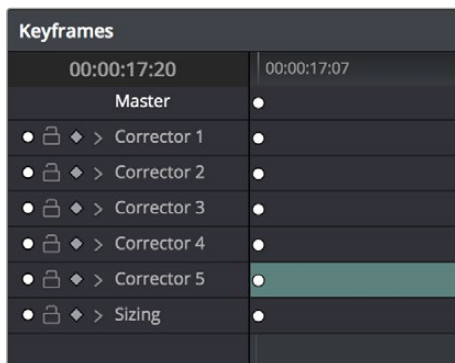 Keyframes
00:00:17:20 00:00:17:07
Master
Corrector 1
Corrector 2
Corrector 3
Corrector 4
Corrector 5
Sizing